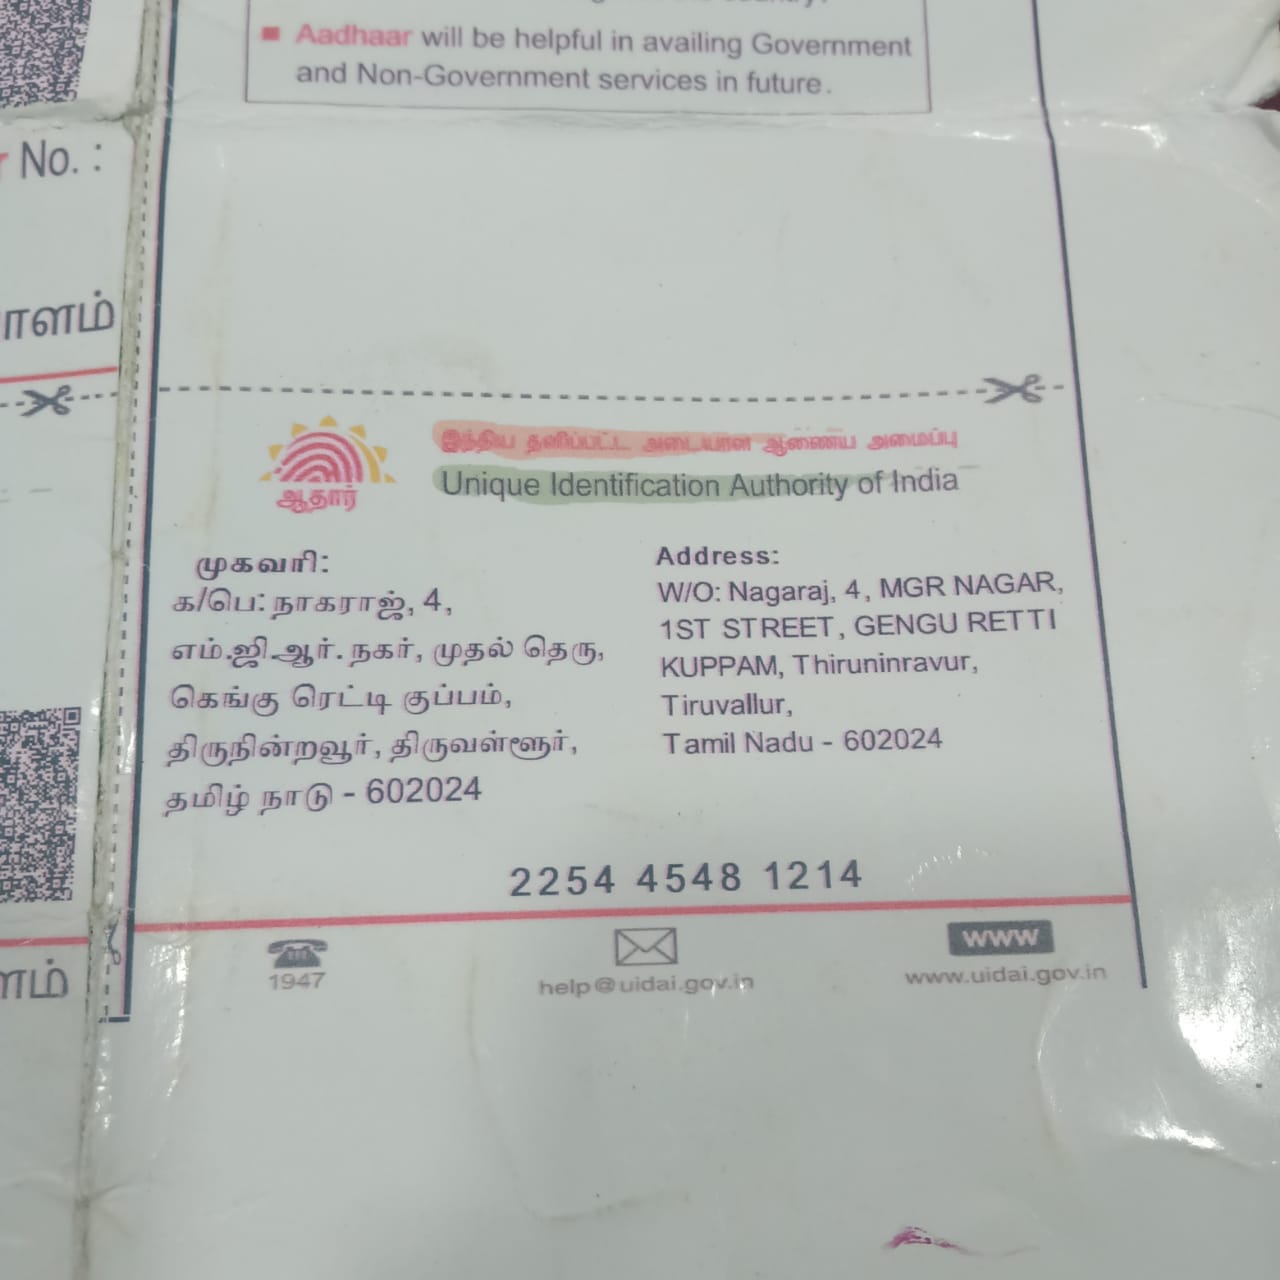 Aadhaar will be helpful in availing Government
and Non-Government services in future.
No. :
ாளம்
ஆதார்
இந்திய தனிப்பட்ட அடையாள ஆணைய அமைப்பு
Unique Identification Authority of India
முகவரி:
க/பெ: நாகராஜ், 4,
எம்.ஜி.ஆர். நகர், முதல் தெரு,
கெங்கு ரெட்டி குப்பம்,
திருநின்றவூர், திருவள்ளூர்,
தமிழ் நாடு - 602024
Address:
W/O: Nagaraj, 4, MGR NAGAR,
1ST STREET, GENGU RETTI
KUPPAM, Thiruninravur,
Tiruvallur,
Tamil Nadu - 602024
2254 4548 1214
ளம்
1947
help@uidai.gov.in
WWW
www.uidai.gov.in